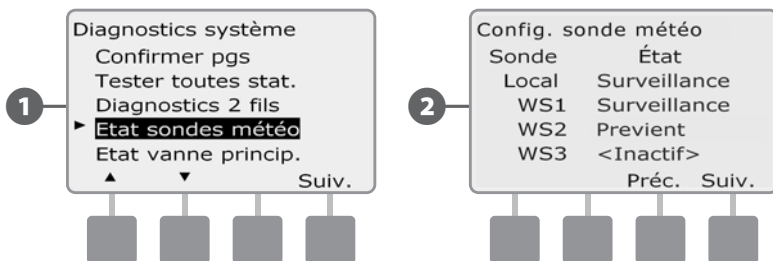 1
Diagnostics système
Confirmer pgs
Tester toutes stat.
Diagnostics 2 fils
► Etat sondes météo
Etat vanne princip.
▲ ▼ Suiv.
2
Config. sonde météo
Sonde État
Local Surveillance
WS1 Surveillance
WS2 Previent
WS3 <Inactif>
Préc. Suiv.